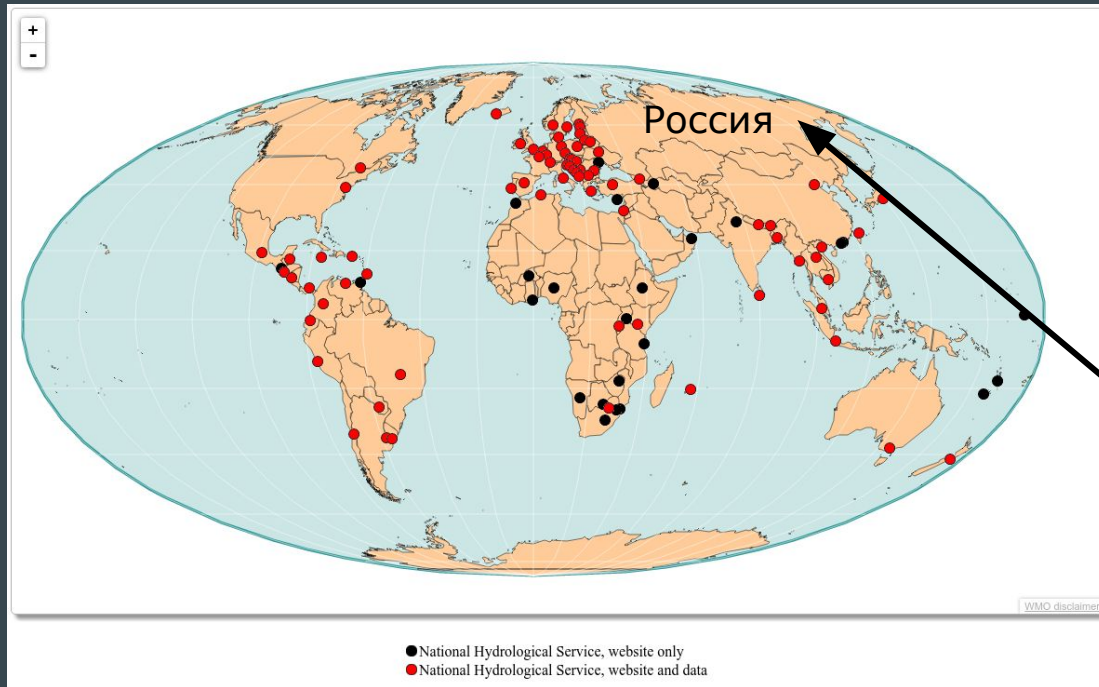 +
-
Россия
WMO disclaimer
National Hydrological Service, website only
National Hydrological Service, website and data